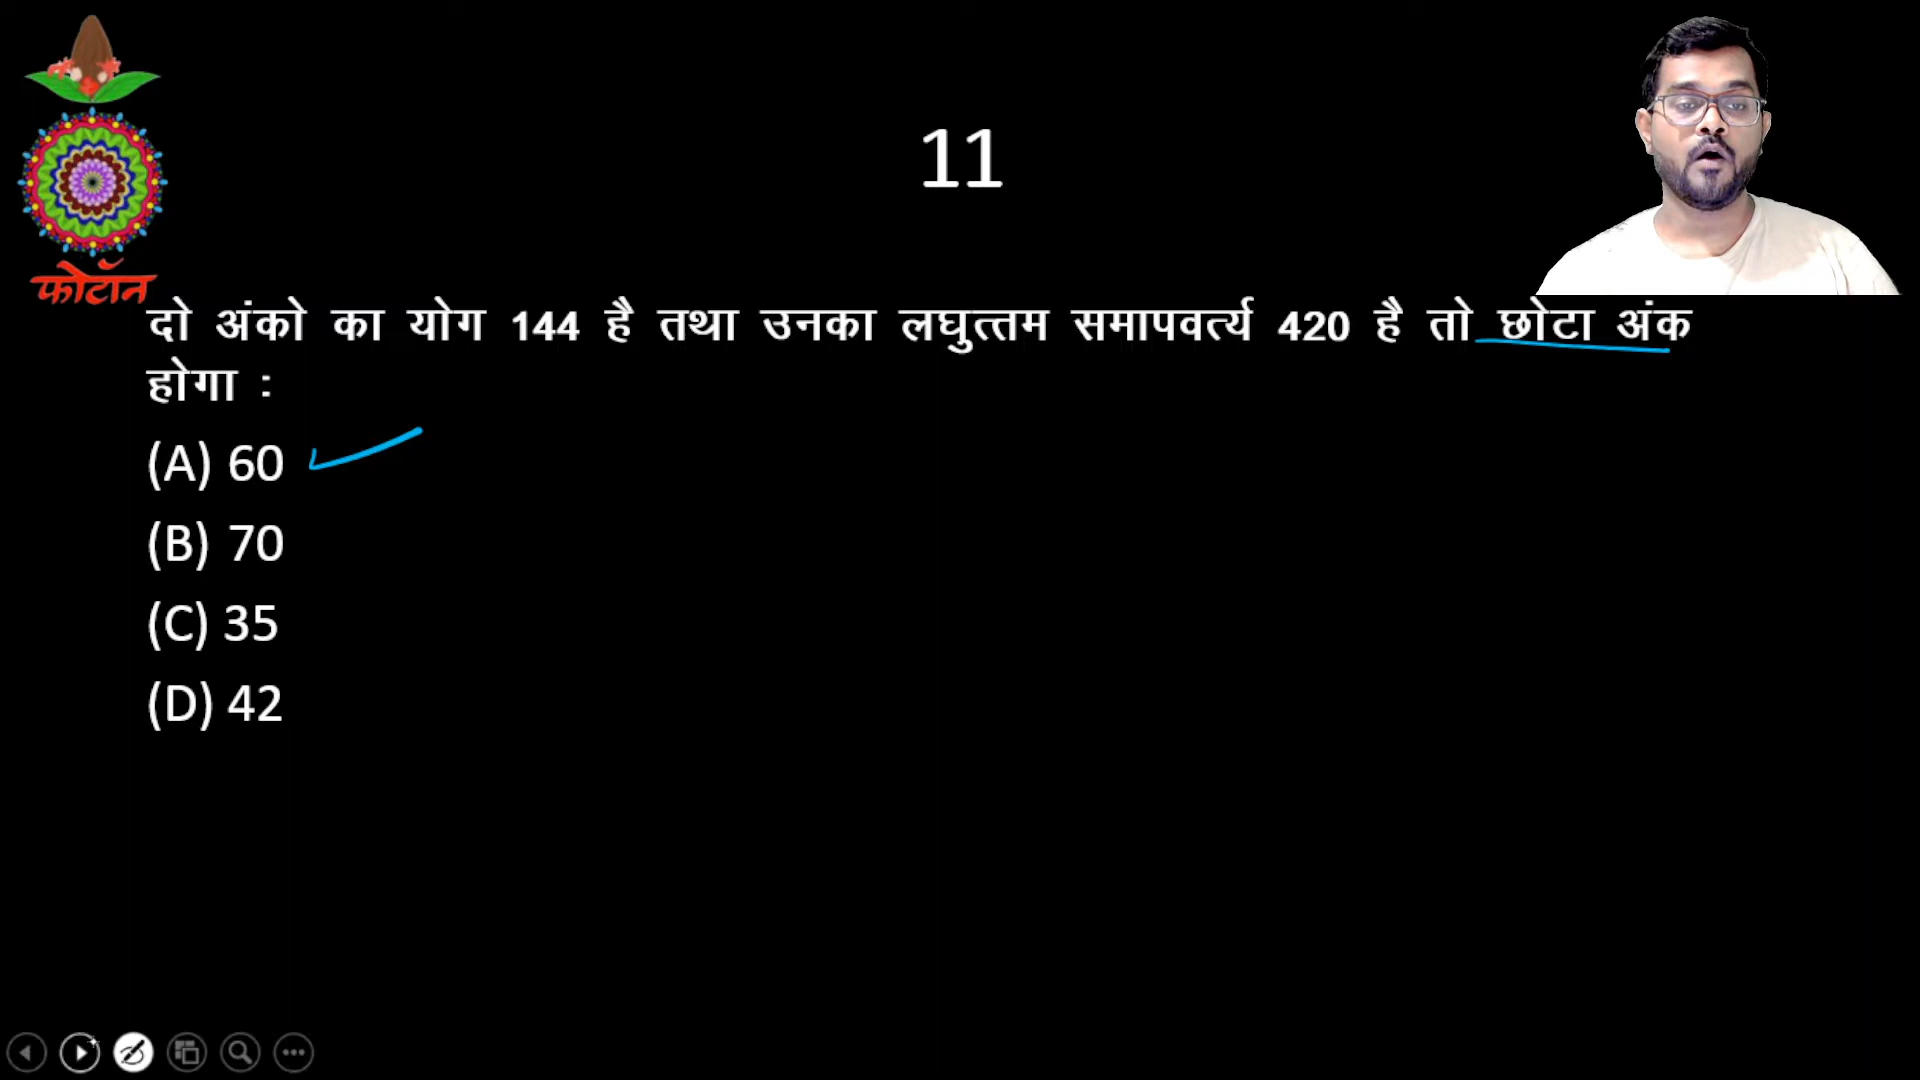 11
फोटॉन
दो अंको का योग 144 है तथा उनका लघुत्तम समापवर्त्य 420 है तो छोटा अंक
होगा :
(A) 60
(B) 70
(C) 35
(D) 42